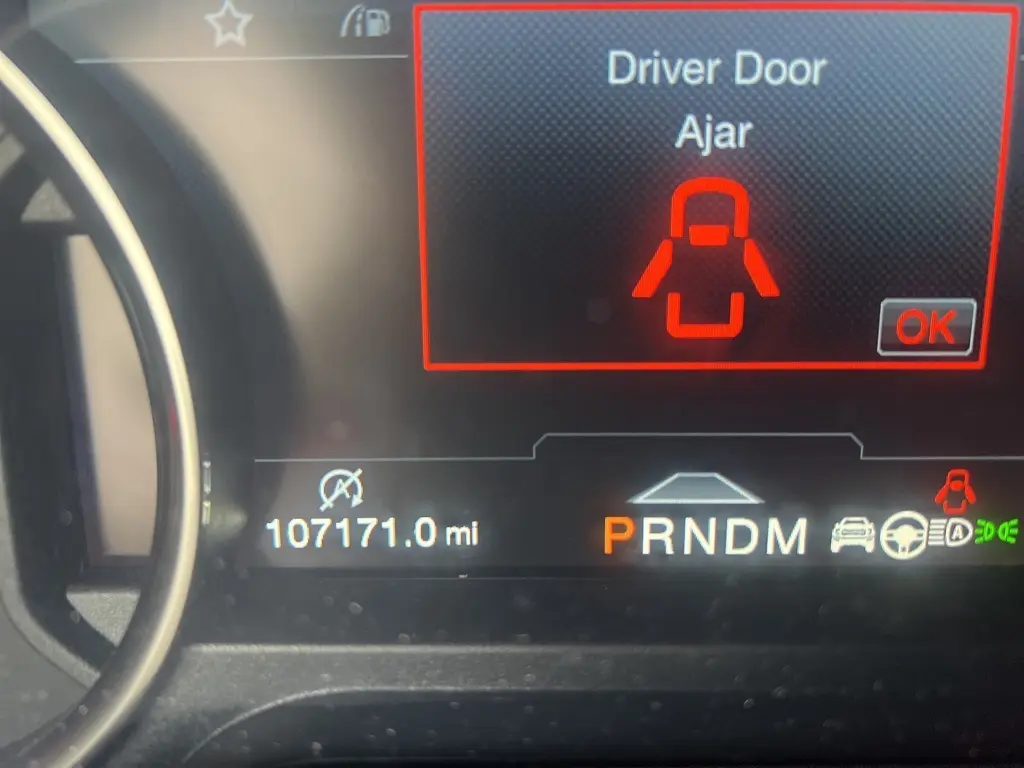 Driver Door
Ajar
OK
A
107171.0 mi
PRNDM
A